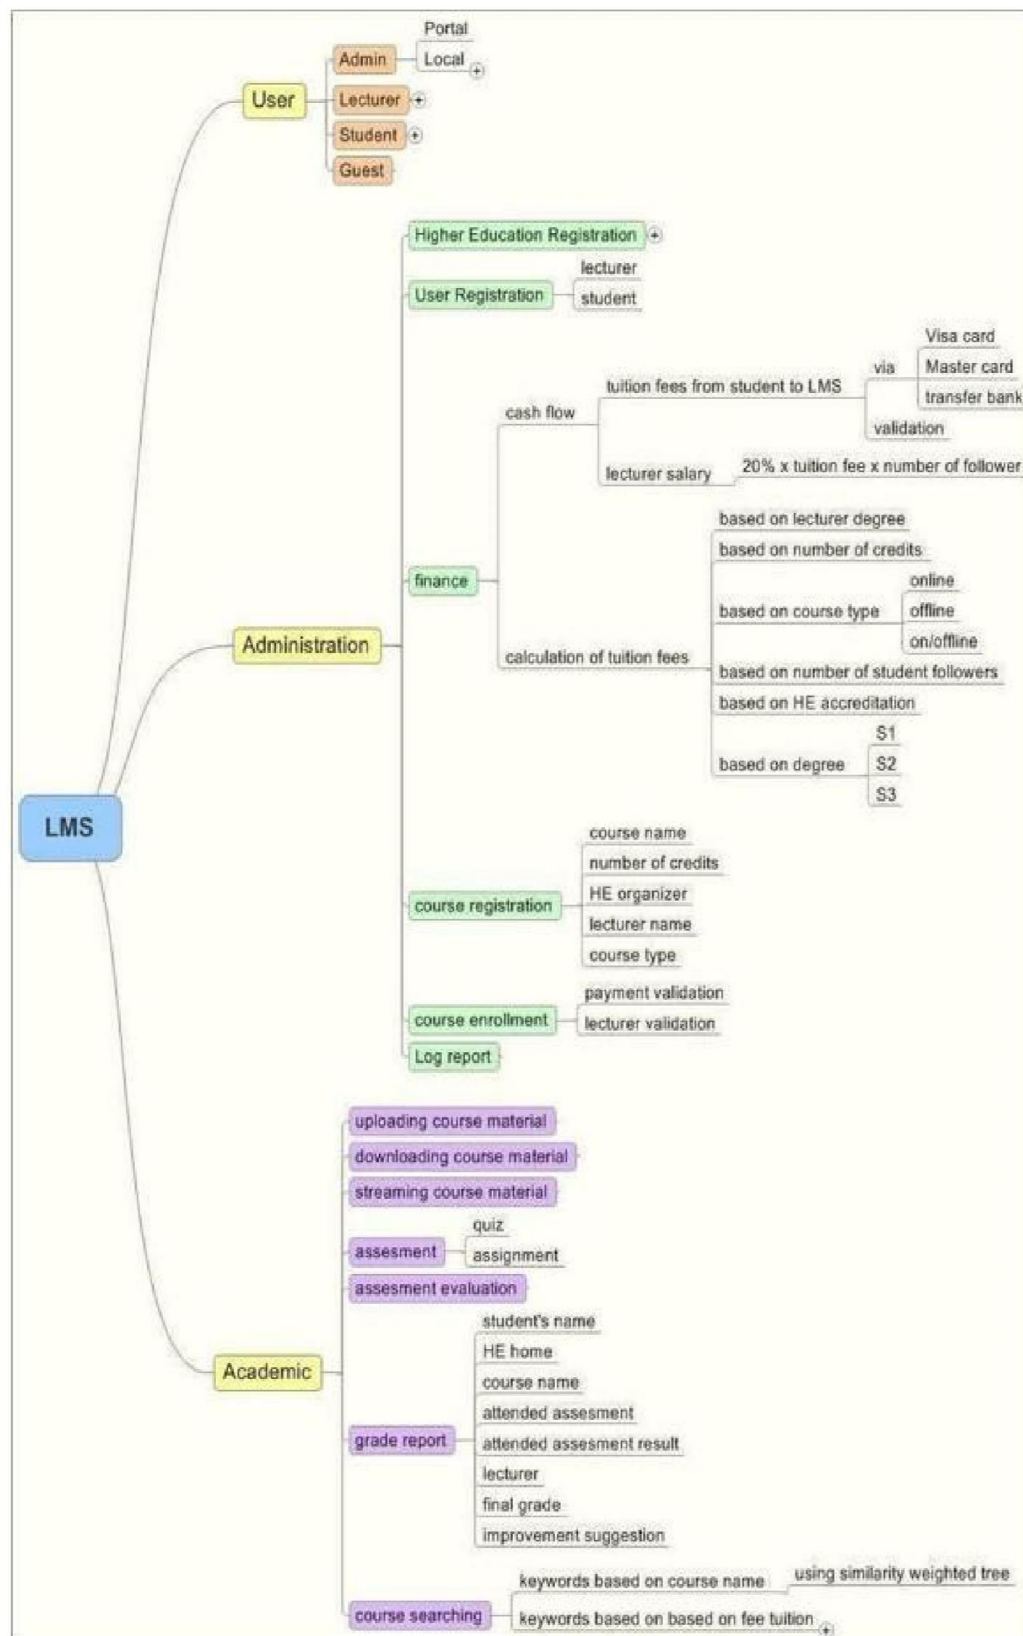 Portal
Admin
Local
User
Lecturer
Student
Guest
Higher Education Registration
lecturer
User Registration
student
Visa card
via
Master card
tuition fees from student to LMS
transfer bank
cash flow
validation
lecturer salary
20% x tuition fee x number of follower
based on lecturer degree
based on number of credits
finance
online
based on course type
offline
on/offline
Administration
calculation of tuition fees
based on number of student followers
based on HE accreditation
S1
based on degree
S2
S3
LMS
course name
number of credits
course registration
HE organizer
lecturer name
course type
payment validation
course enrollment
lecturer validation
Log report
uploading course material
downloading course material
streaming course material
quiz
assesment
assignment
assesment evaluation
student's name
HE home
Academic
course name
attended assesment
grade report
attended assesment result
lecturer
final grade
improvement suggestion
keywords based on course name
using similarity weighted tree
course searching
keywords based on based on fee tuition